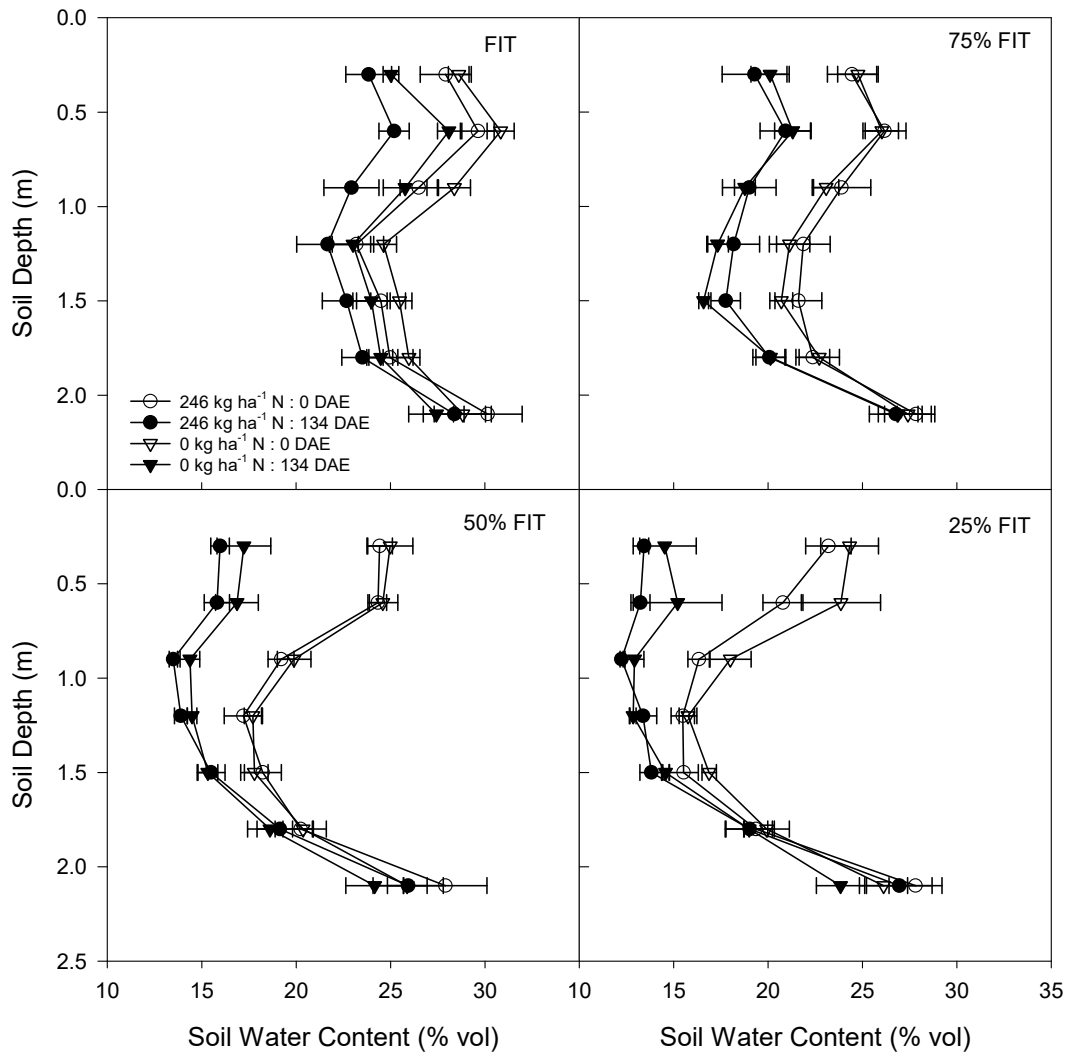 0.0
0.5
1.0
1.5
2.0
Soil Depth (m)
FIT
75% FIT
246 kg ha-1 N : 0 DAE
246 kg ha-1 N : 134 DAE
0 kg ha-1 N : 0 DAE
0 kg ha-1 N : 134 DAE
0.0
0.5
1.0
1.5
2.0
2.5
Soil Depth (m)
50% FIT
25% FIT
10 15 20 25 30 10 15 20 25 30 35
Soil Water Content (% vol) Soil Water Content (% vol)